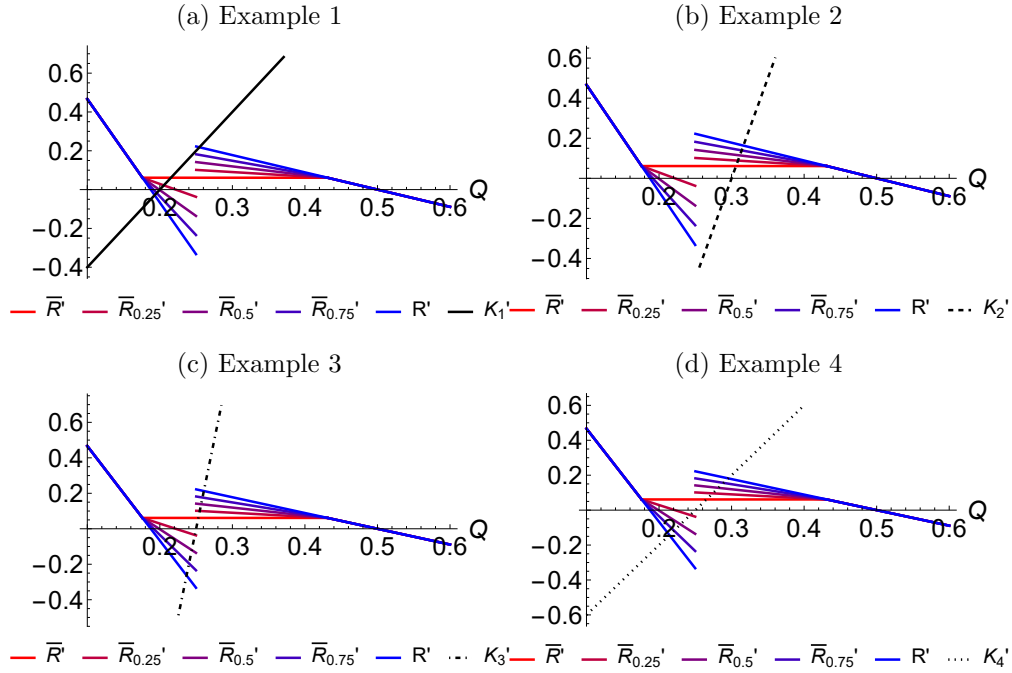 (a) Example 1
0.6
0.4
0.2
−0.2
−0.4
0.2 0.3 0.4 0.5 0.6
Q
R̅' R̅0.25' R̅0.5' R̅0.75' R' K1'
(b) Example 2
0.6
0.4
0.2
−0.2
−0.4
0.2 0.3 0.4 0.5 0.6
Q
R̅' R̅0.25' R̅0.5' R̅0.75' R' K2'
(c) Example 3
0.6
0.4
0.2
−0.2
−0.4
0.2 0.3 0.4 0.5 0.6
Q
R̅' R̅0.25' R̅0.5' R̅0.75' R' K3'
(d) Example 4
0.6
0.4
0.2
−0.2
−0.4
−0.6
0.2 0.3 0.4 0.5 0.6
Q
R̅' R̅0.25' R̅0.5' R̅0.75' R' K4'